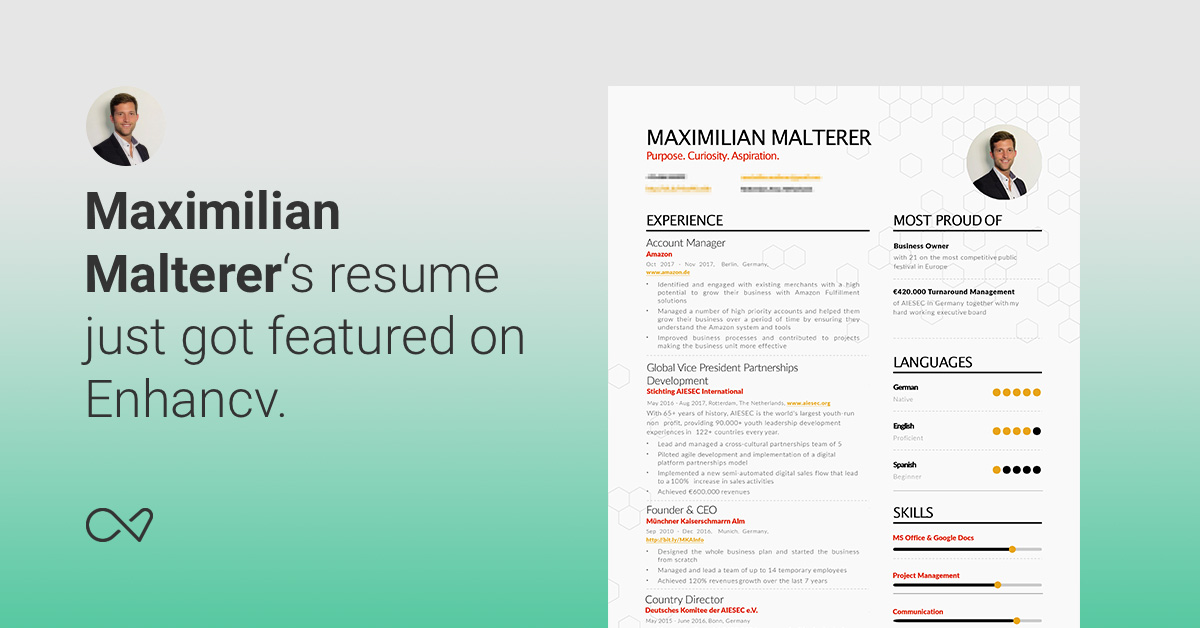 Maximilian
Malterer‘s resume
just got featured on
Enhancv.
MAXIMILIAN MALTERER
Purpose. Curiosity. Aspiration.
EXPERIENCE
Account Manager
Amazon
Oct 2017 - Nov 2017, Berlin, Germany,
www.amazon.de
• Identified and engaged with existing merchants with a high
potential to grow their business with Amazon Fulfillment
solutions
• Managed a number of high priority accounts and helped them
grow their business over a period of time by ensuring they
understand the Amazon system and tools
• Improved business processes and contributed to projects
making the business unit more effective
Global Vice President Partnerships
Development
Stichting AIESEC International
May 2016 - Aug 2017, Rotterdam, The Netherlands, www.aiesec.org
With 65+ years of history, AIESEC is the world's largest youth-run
non profit, providing 90.000+ youth leadership development
experiences in 122+ countries every year.
• Lead and managed a cross-cultural partnerships team of 5
• Piloted agile development and implementation of a digital
platform partnerships model
• Implemented a new semi-automated digital sales flow that lead
to a 100% increase in sales activities
• Achieved €600.000 revenues
Founder & CEO
Münchner Kaiserschmarrn Alm
Sep 2010 - Dec 2016, Munich, Germany,
http://bit.ly/MKAinfo
• Designed the whole business plan and started the business
from scratch
• Managed and lead a team of up to 14 temporary employees
• Achieved 120% revenues growth over the last 7 years
Country Director
Deutsches Komitee der AIESEC e.V.
May 2015 - June 2016, Bonn, Germany
MOST PROUD OF
Business Owner
with 21 on the most competitive public
festival in Europe
€420.000 Turnaround Management
of AIESEC in Germany together with my
hard working executive board
LANGUAGES
German
Native
English
Proficient
Spanish
Beginner
SKILLS
MS Office & Google Docs
Project Management
Communication